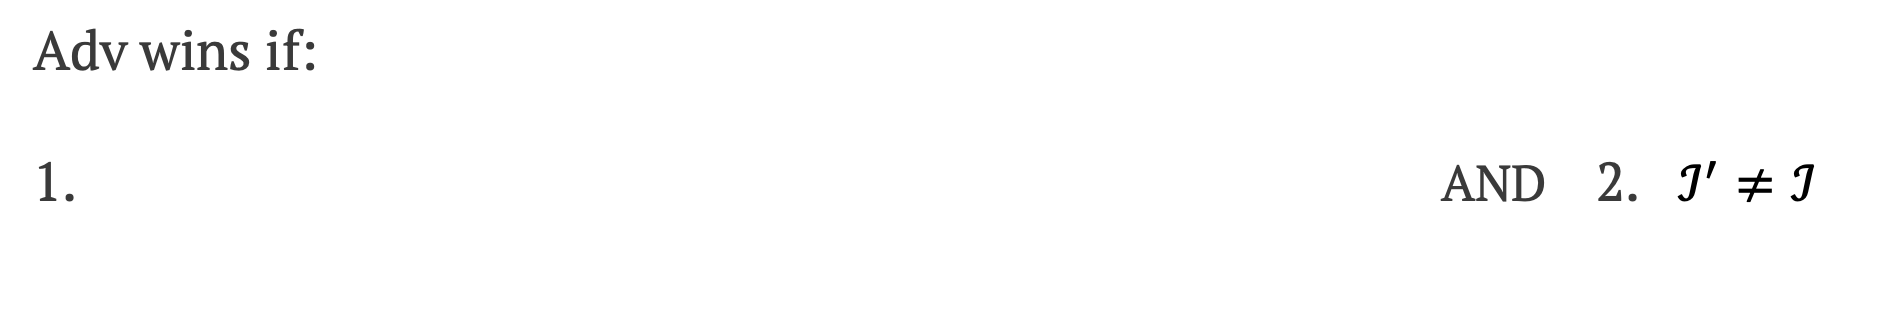 Adv wins if:
1. AND 2. ℐ′ ≠ ℐ